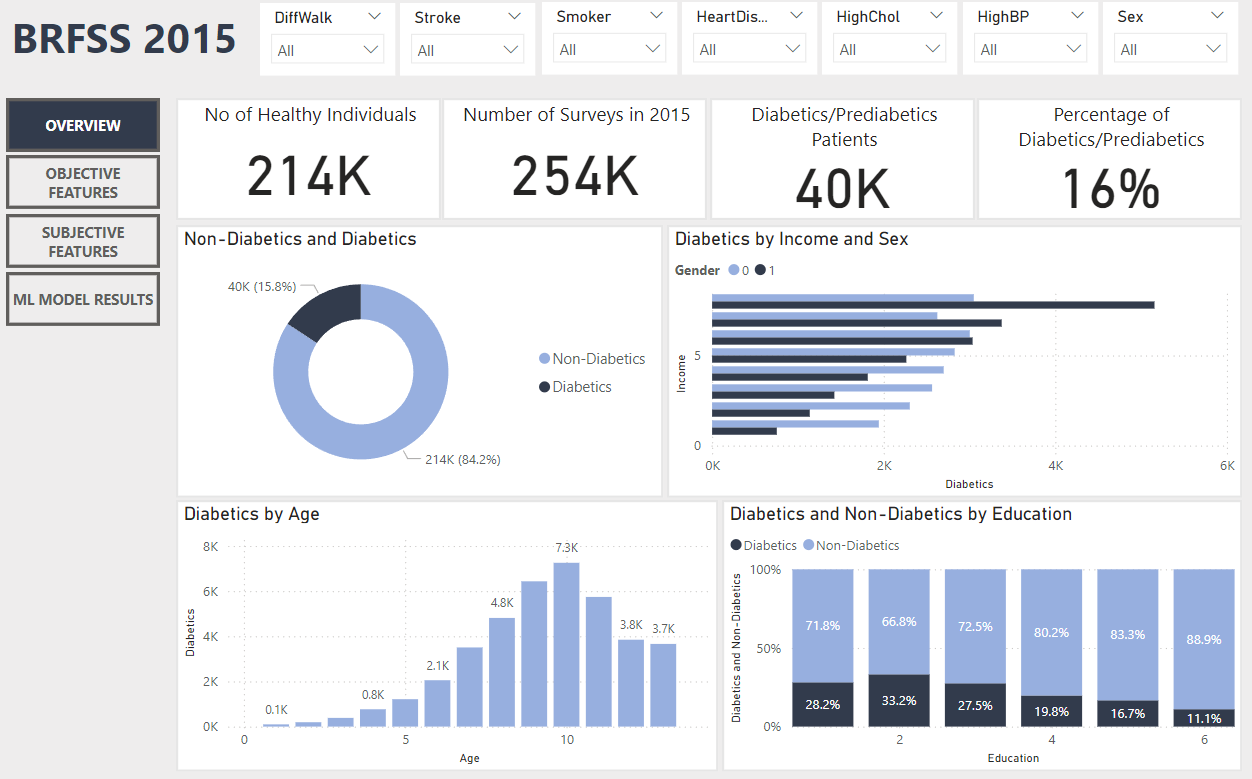 BRFSS 2015
DiffWalk
All
Stroke
All
Smoker
All
HeartDis...
All
HighChol
All
HighBP
All
Sex
All
OVERVIEW
OBJECTIVE
FEATURES
SUBJECTIVE
FEATURES
ML MODEL RESULTS
No of Healthy Individuals
214K
Number of Surveys in 2015
254K
Diabetics/Prediabetics
Patients
40K
Percentage of
Diabetics/Prediabetics
16%
Non-Diabetics and Diabetics
40K (15.8%)
214K (84.2%)
Non-Diabetics
Diabetics
Diabetics by Income and Sex
Gender 0 1
Income
5
0
0K 2K 4K 6K
Diabetics
Diabetics by Age
Diabetics
8K
6K
4K
2K
0K
0.1K
0.8K
2.1K
4.8K
7.3K
3.8K
3.7K
0 5 10
Age
Diabetics and Non-Diabetics by Education
Diabetics Non-Diabetics
Diabetics and Non-Diabetics
100%
50%
0%
71.8% 66.8% 72.5% 80.2% 83.3% 88.9%
28.2% 33.2% 27.5% 19.8% 16.7% 11.1%
2 4 6
Education